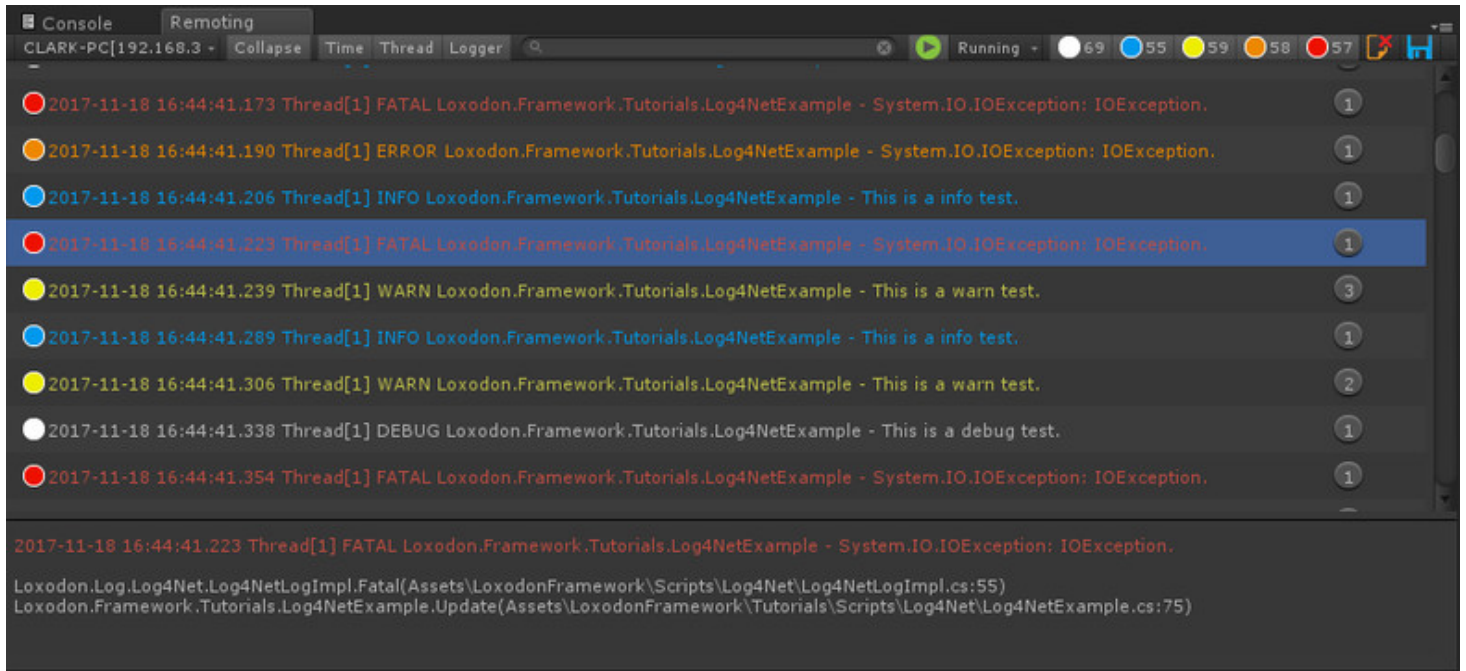 Console Remoting
CLARK-PC[192.168.3 Collapse Time Thread Logger Running 69 55 59 58 57
2017-11-18 16:44:41.173 Thread[1] FATAL Loxodon.Framework.Tutorials.Log4NetExample - System.IO.IOException: IOException. 1
2017-11-18 16:44:41.190 Thread[1] ERROR Loxodon.Framework.Tutorials.Log4NetExample - System.IO.IOException: IOException. 1
2017-11-18 16:44:41.206 Thread[1] INFO Loxodon.Framework.Tutorials.Log4NetExample - This is a info test. 1
2017-11-18 16:44:41.223 Thread[1] FATAL Loxodon.Framework.Tutorials.Log4NetExample - System.IO.IOException: IOException. 1
2017-11-18 16:44:41.239 Thread[1] WARN Loxodon.Framework.Tutorials.Log4NetExample - This is a warn test. 3
2017-11-18 16:44:41.289 Thread[1] INFO Loxodon.Framework.Tutorials.Log4NetExample - This is a info test. 1
2017-11-18 16:44:41.306 Thread[1] WARN Loxodon.Framework.Tutorials.Log4NetExample - This is a warn test. 2
2017-11-18 16:44:41.338 Thread[1] DEBUG Loxodon.Framework.Tutorials.Log4NetExample - This is a debug test. 1
2017-11-18 16:44:41.354 Thread[1] FATAL Loxodon.Framework.Tutorials.Log4NetExample - System.IO.IOException: IOException. 1
2017-11-18 16:44:41.223 Thread[1] FATAL Loxodon.Framework.Tutorials.Log4NetExample - System.IO.IOException: IOException.
Loxodon.Log.Log4Net.Log4NetLogImpl.Fatal(Assets\LoxodonFramework\Scripts\Log4Net\Log4NetLogImpl.cs:55)
Loxodon.Framework.Tutorials.Log4NetExample.Update(Assets\LoxodonFramework\Tutorials\Scripts\Log4Net\Log4NetExample.cs:75)